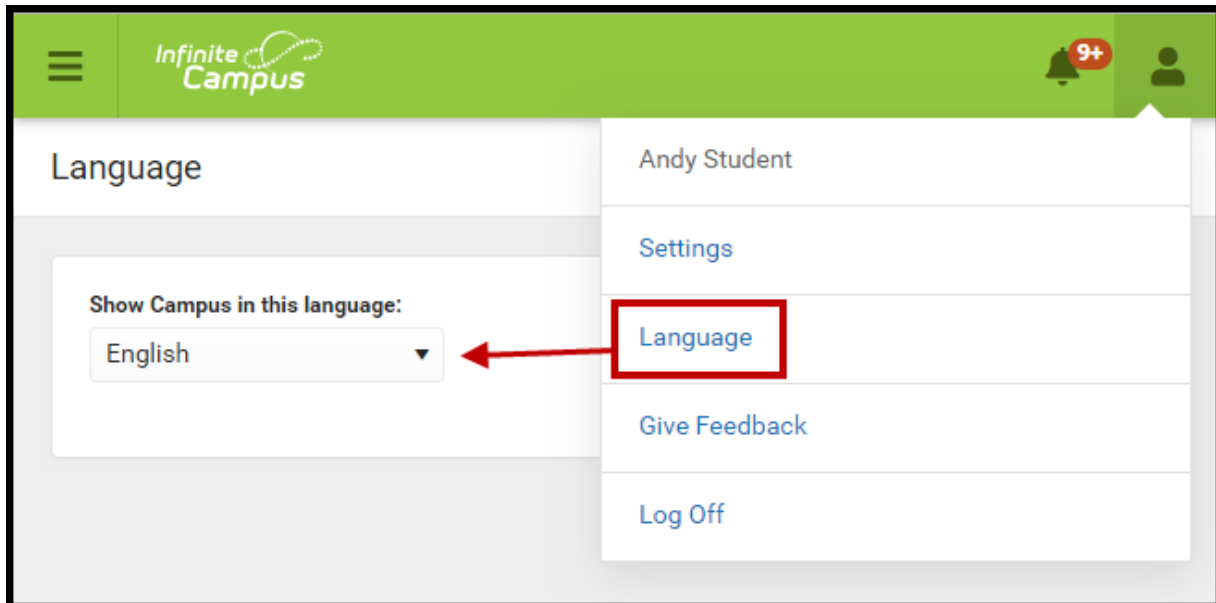 Infinite
Campus
9+
Language
Andy Student
Settings
Show Campus in this language:
English
Language
Give Feedback
Log Off